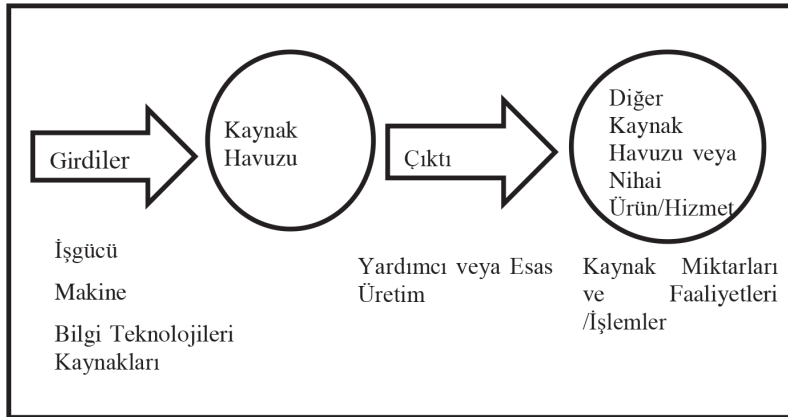 Girdiler
Kaynak
Havuzu
Çıktı
Diğer
Kaynak
Havuzu veya
Nihai
Ürün/Hizmet
İşgücü
Makine
Bilgi Teknolojileri
Kaynakları
Yardımcı veya Esas
Üretim
Kaynak Miktarları
ve Faaliyetleri
/İşlemler